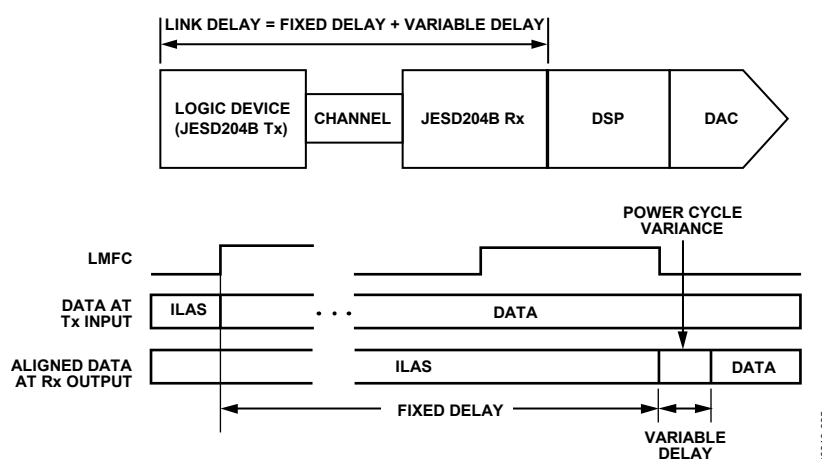 LINK DELAY = FIXED DELAY + VARIABLE DELAY
LOGIC DEVICE
(JESD204B Tx)
CHANNEL
JESD204B Rx
DSP
DAC
POWER CYCLE
VARIANCE
LMFC
DATA AT
Tx INPUT
ILAS
DATA
ALIGNED DATA
AT Rx OUTPUT
ILAS
DATA
FIXED DELAY
VARIABLE
DELAY